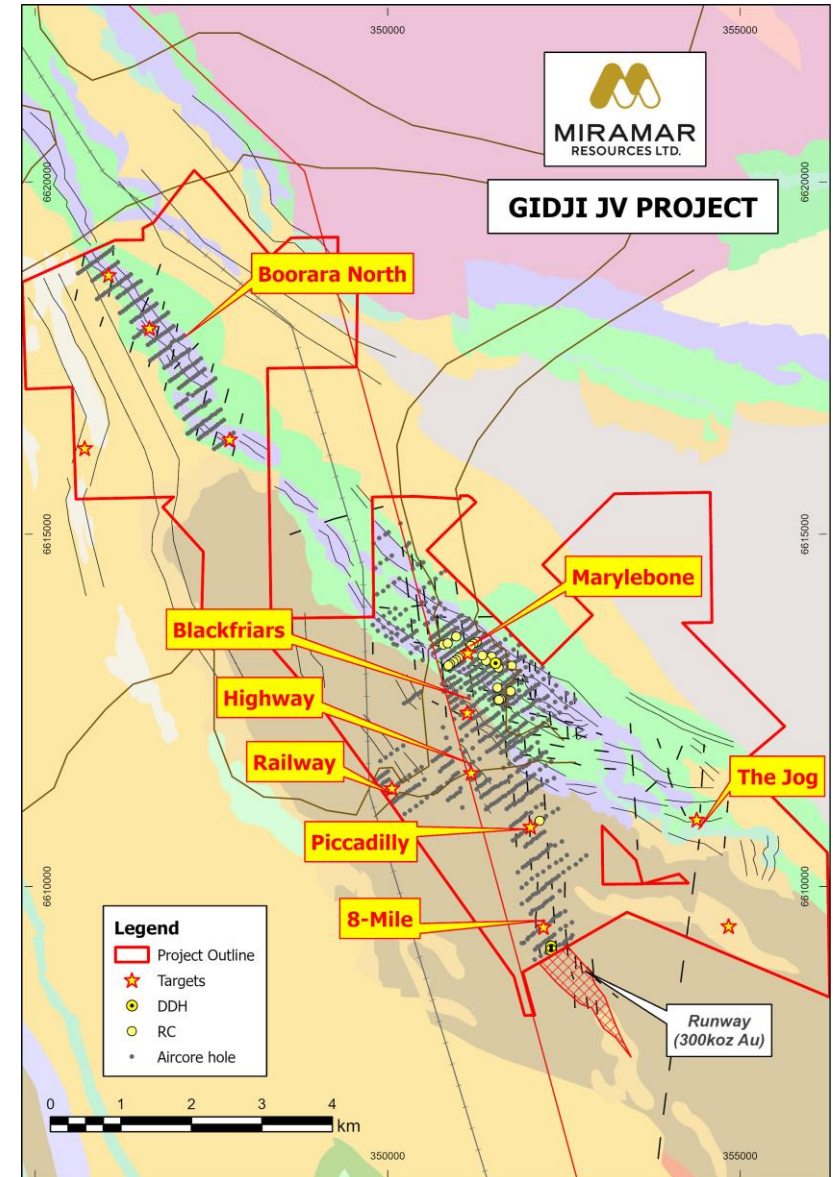 350000
355000
6620000
6620000
MIRAMAR
RESOURCES LTD.
GIDJI JV PROJECT
Boorara North
6615000
6615000
Marylebone
Blackfriars
Highway
Railway
The Jog
Piccadilly
6610000
6610000
8-Mile
Legend
Project Outline
Targets
DDH
RC
Aircore hole
Runway
(300koz Au)
0 1 2 3 4
km
350000
355000